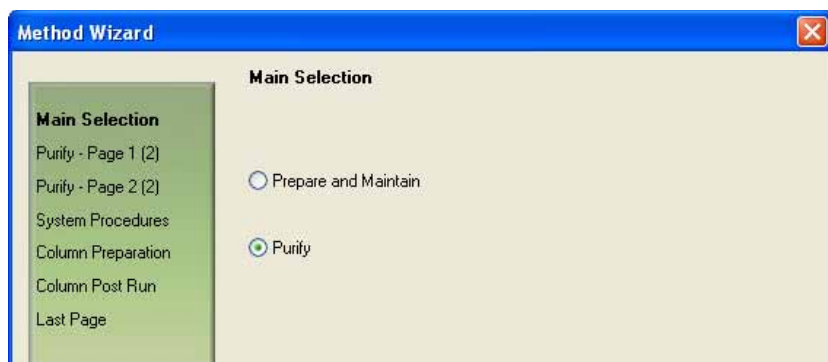 Method Wizard
Main Selection
Main Selection
Purify - Page 1 (2)
Purify - Page 2 (2)
System Procedures
Column Preparation
Column Post Run
Last Page
Prepare and Maintain
Purify